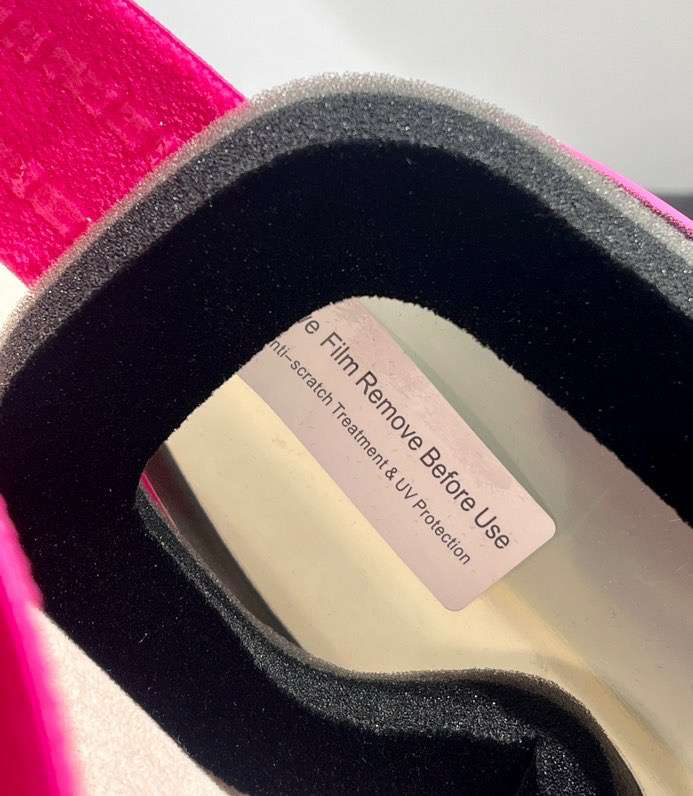 Film Remove Before Use
nti-scratch Treatment & UV Protection